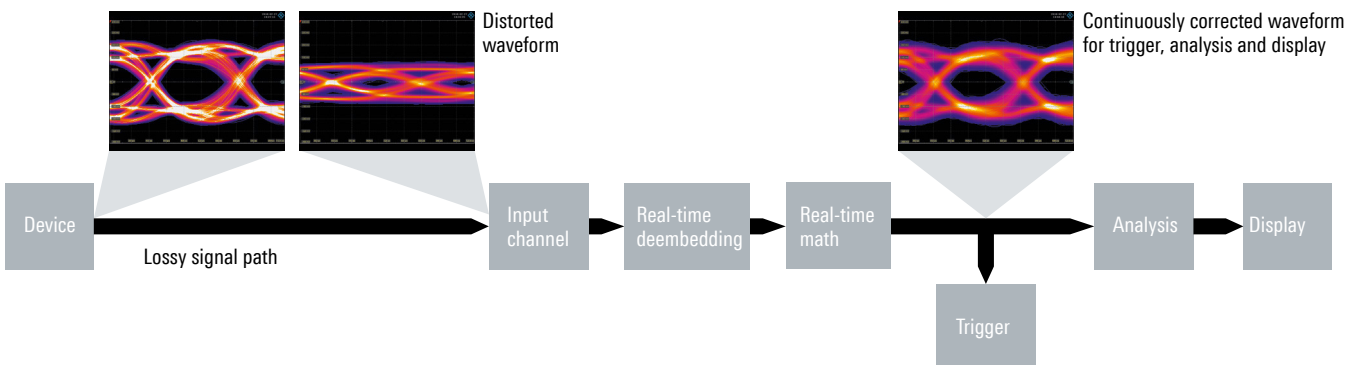 Distorted
waveform
Continuously corrected waveform
for trigger, analysis and display
Device
Lossy signal path
Input
channel
Real-time
deembedding
Real-time
math
Analysis
Display
Trigger